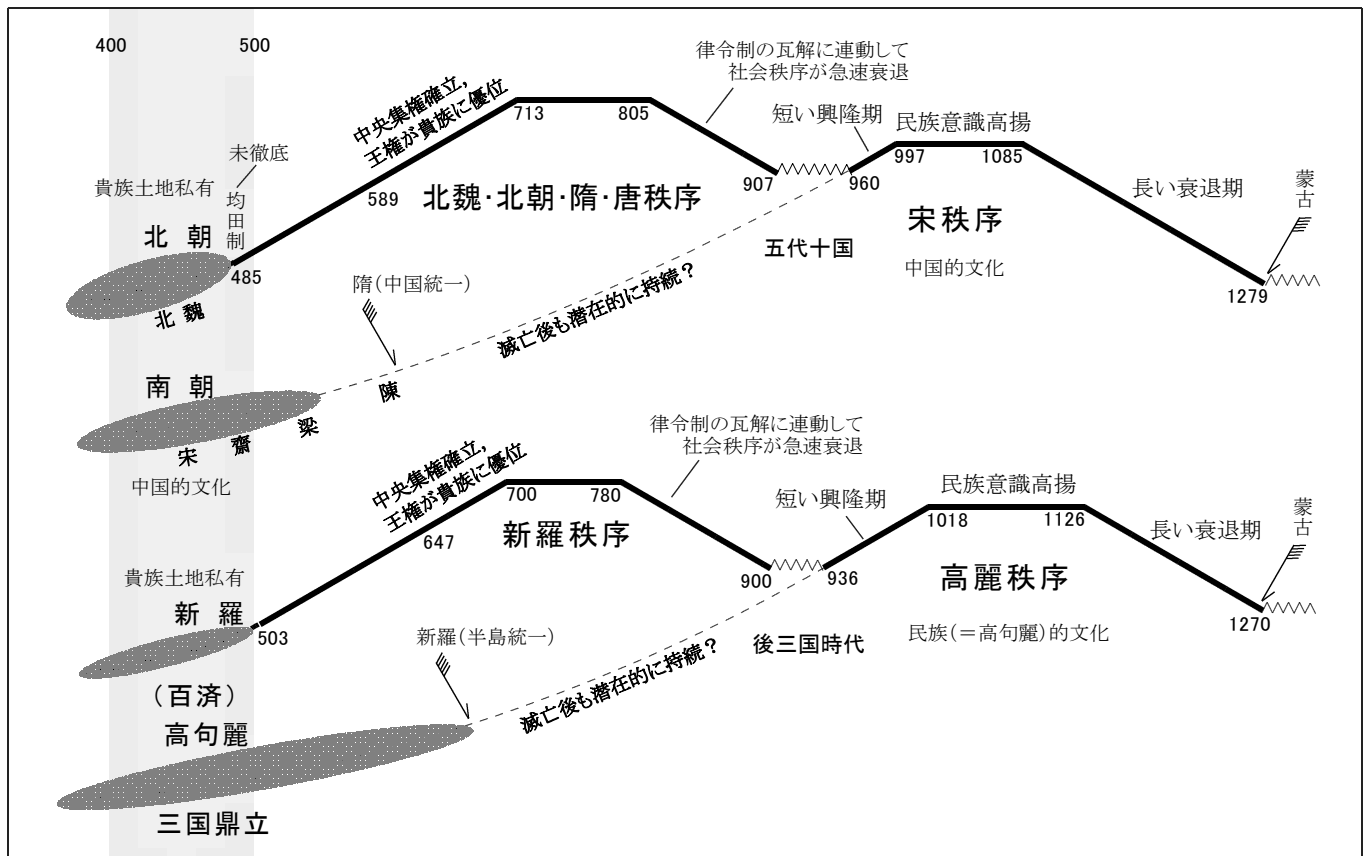 400
500
律令制の瓦解に連動して
社会秩序が急速衰退
中央集権確立,
王権が貴族に優位
713
805
短い興隆期
民族意識高揚
997
1085
未徹底
貴族土地私有
均田制
589
北魏・北朝・隋・唐秩序
907
960
宋秩序
長い衰退期
蒙古
北朝
485
五代十国
中国的文化
北魏
隋(中国統一)
滅亡後も潜在的に持続?
1279
南朝
陳
梁
齋
宋
中国的文化
律令制の瓦解に連動して
社会秩序が急速衰退
中央集権確立,
王権が貴族に優位
700
780
短い興隆期
民族意識高揚
1018
1126
647
新羅秩序
長い衰退期
蒙古
貴族土地私有
900
936
高麗秩序
新羅
503
1270
新羅(半島統一)
後三国時代
民族(=高句麗)的文化
滅亡後も潜在的に持続?
(百済)
高句麗
三国鼎立